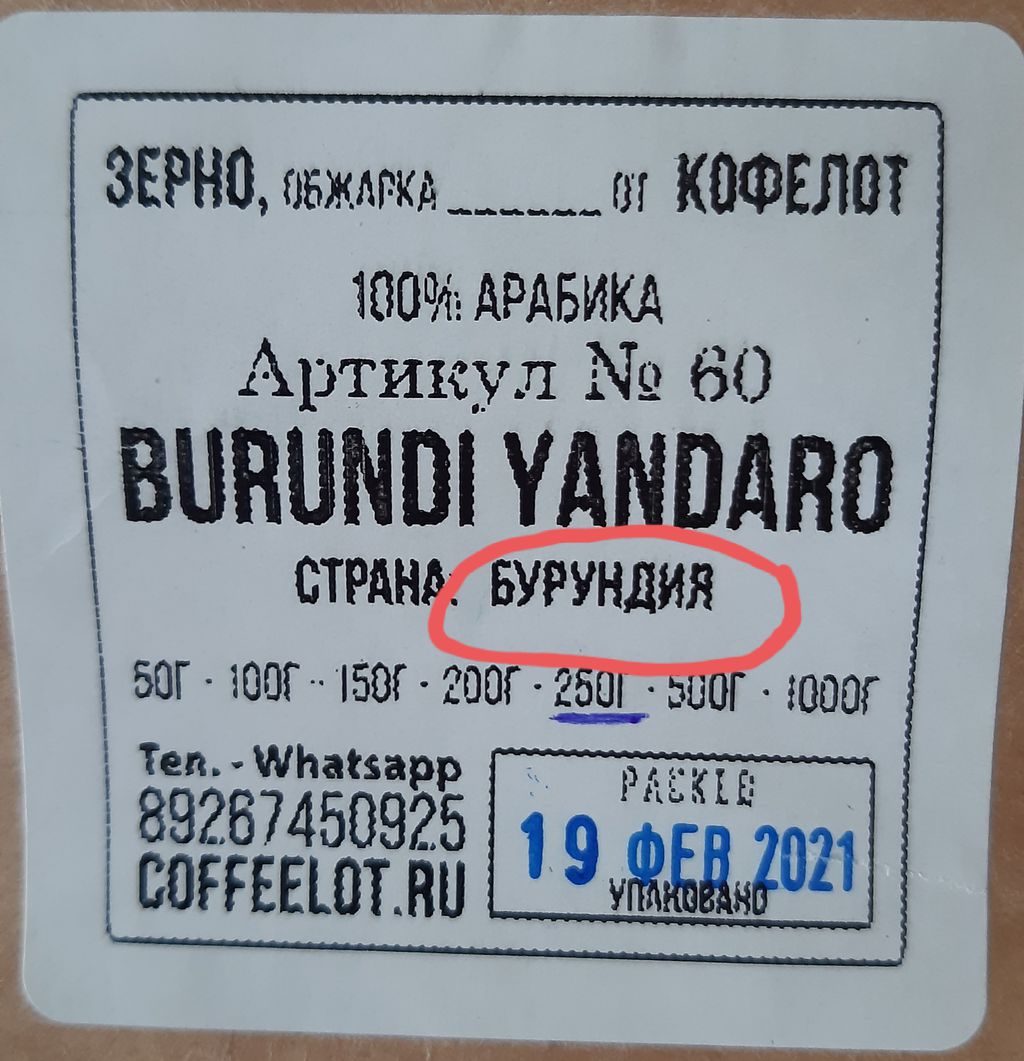 ЗЕРНО, ОБЖАРКА ______ ОТ КОФЕЛОТ
100% АРАБИКА
Артикул № 60
BURUNDI YANDARO
СТРАНА: БУРУНДИЯ
50Г · 100Г · 150Г · 200Г · 250Г · 500Г · 1000Г
Тел. - Whatsapp
89267450925
COFFEELOT.RU
PACKED
19 ФЕВ 2021
УПАКОВАНО